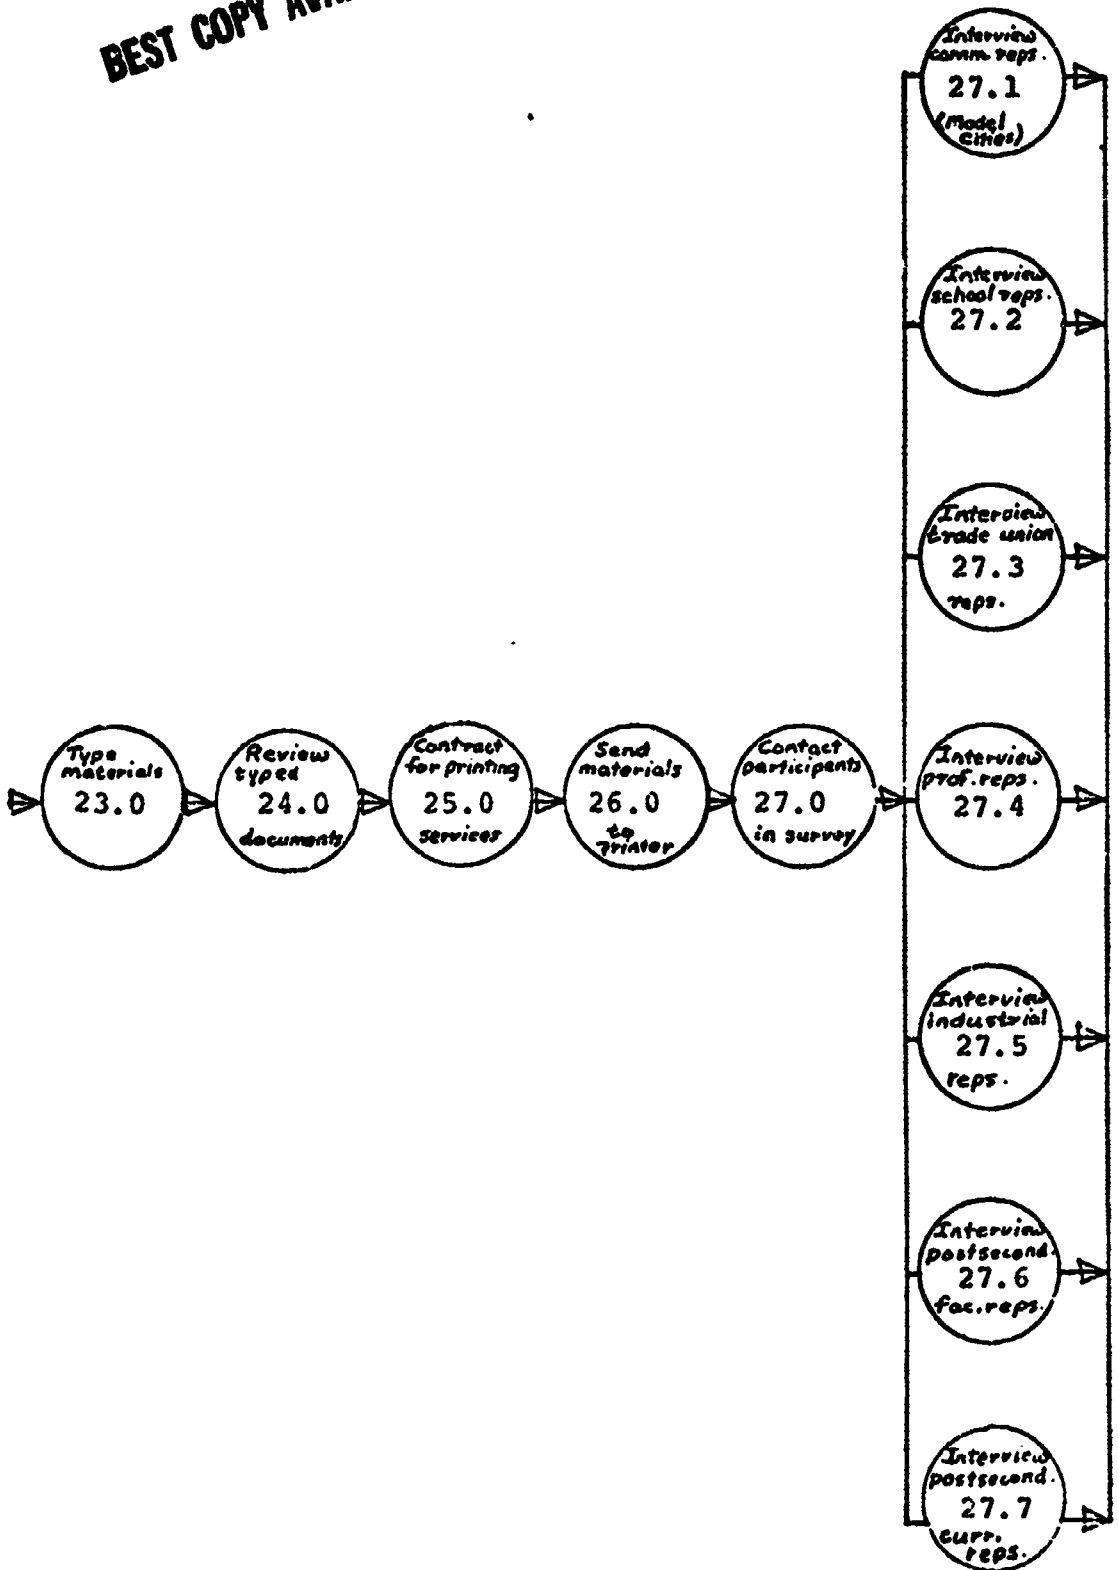 BEST COPY
Interview
comm. reps.
27.1
(Model
Cities)
Interview
school reps.
27.2
Interview
trade union
27.3
reps.
Type
materials
23.0
Review
typed
24.0
documents
Contract
for printing
25.0
services
Send
materials
26.0
to
Printer
Contact
participants
27.0
in survey
Interview
prof. reps.
27.4
Interview
industrial
27.5
reps.
Interview
postsecond.
27.6
fac. reps.
Interview
postsecond.
27.7
curr.
reps.